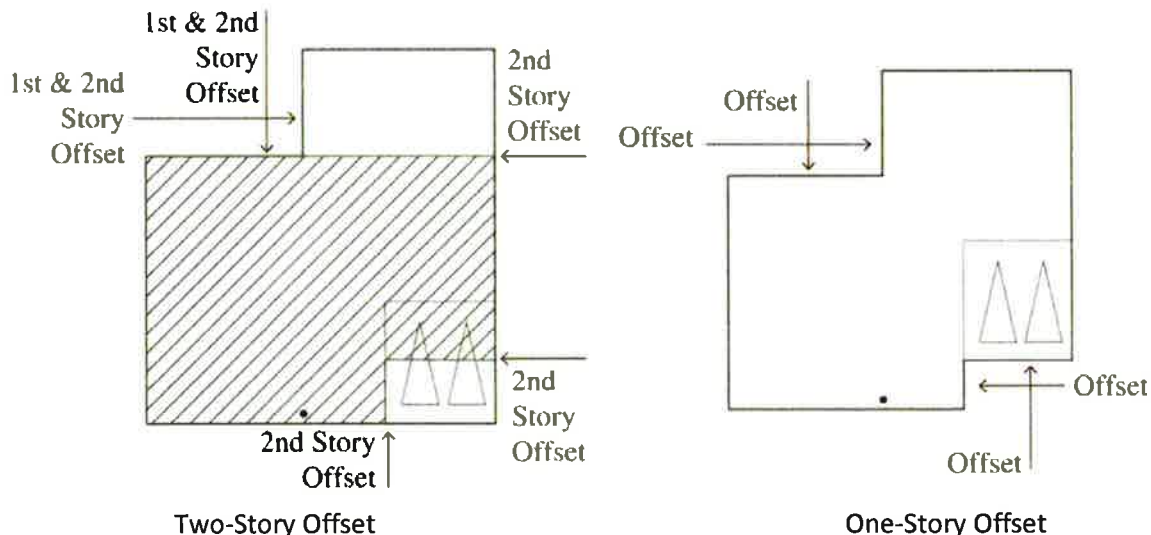 1st & 2nd
Story
Offset
1st & 2nd
Story
Offset
2nd
Story
Offset
2nd
Story
Offset
2nd Story
Offset
Two-Story Offset
Offset
Offset
Offset
Offset
One-Story Offset